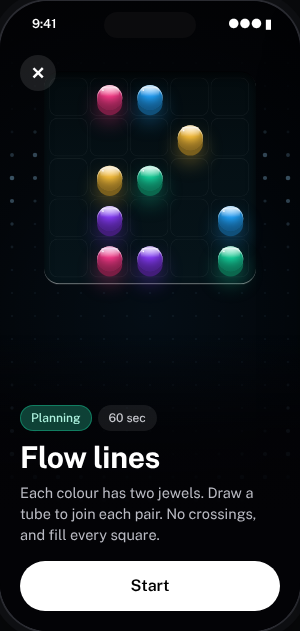 9:41
Planning
60 sec
Flow lines
Each colour has two jewels. Draw a
tube to join each pair. No crossings,
and fill every square.
Start